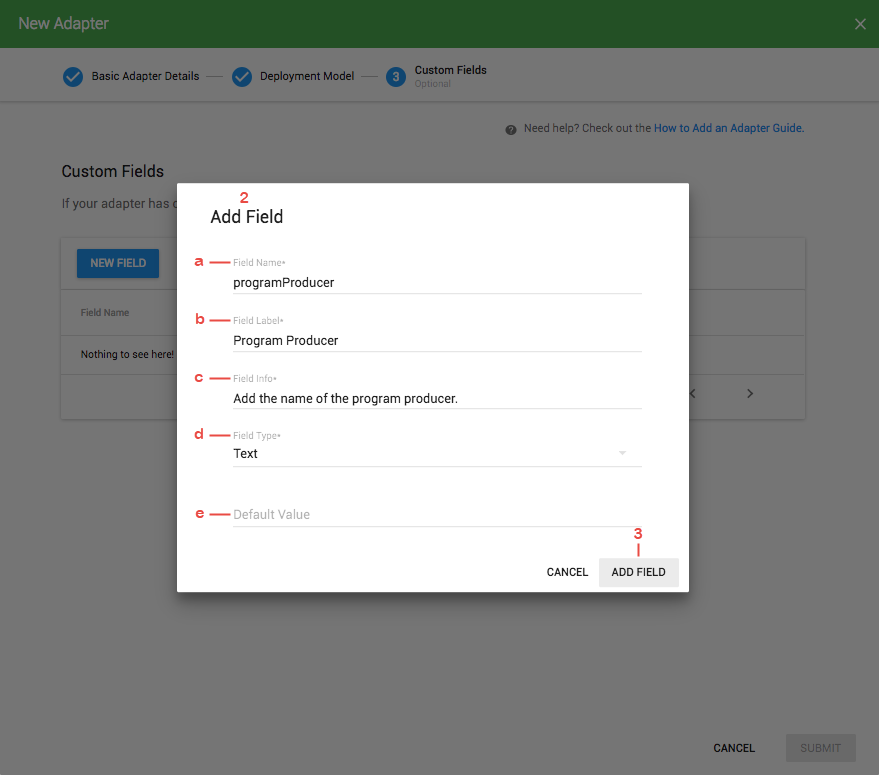 New Adapter
Basic Adapter Details
Deployment Model
3
Custom Fields
Optional
Need help? Check out the How to Add an Adapter Guide.
Custom Fields
If your adapter has
2
Add Field
NEW FIELD
Field Name
Nothing to see here!
a
Field Name*
programProducer
b
Field Label*
Program Producer
c
Field Info*
Add the name of the program producer.
d
Field Type*
Text
e
Default Value
3
CANCEL
ADD FIELD
CANCEL
SUBMIT